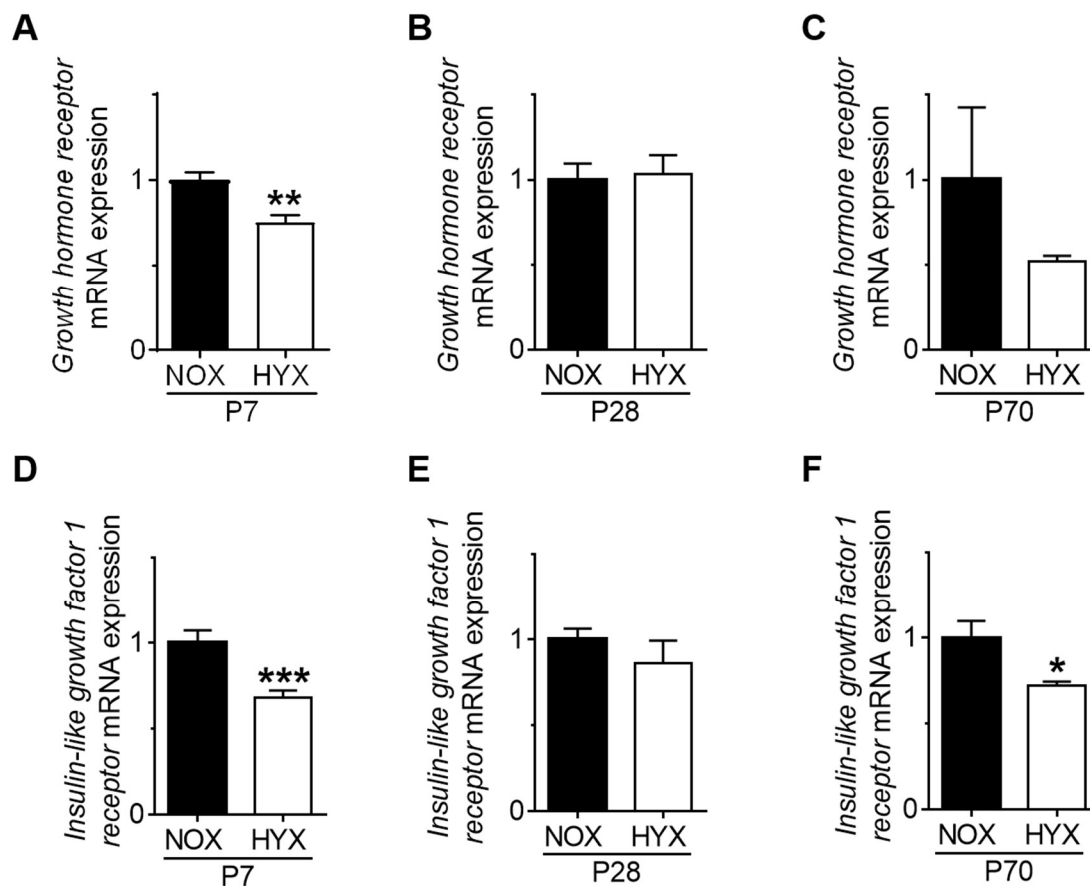 A
Growth hormone receptor
mRNA expression
1
0
**
NOX HYX
P7
B
Growth hormone receptor
mRNA expression
1
0
NOX HYX
P28
C
Growth hormone receptor
mRNA expression
1
0
NOX HYX
P70
D
Insulin-like growth factor 1
receptor mRNA expression
1
0
***
NOX HYX
P7
E
Insulin-like growth factor 1
receptor mRNA expression
1
0
NOX HYX
P28
F
Insulin-like growth factor 1
receptor mRNA expression
1
0
*
NOX HYX
P70